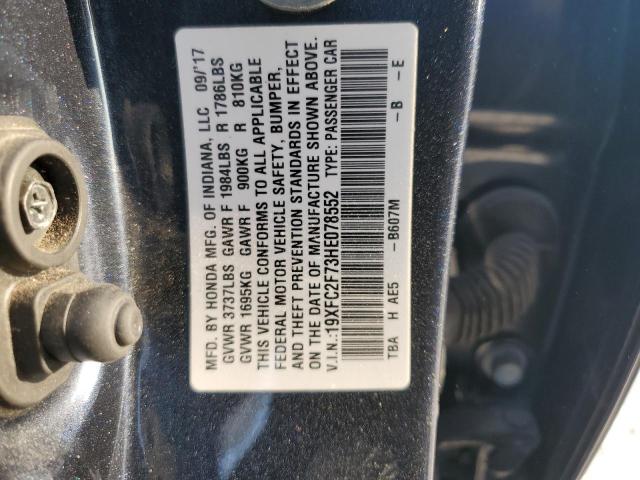 MFD. BY HONDA MFG. OF INDIANA, LLC 09/'17
GVWR 3737LBS GAWR F 1984LBS R 1786LBS
GVWR 1695KG GAWR F 900KG R 810KG
THIS VEHICLE CONFORMS TO ALL APPLICABLE
FEDERAL MOTOR VEHICLE SAFETY, BUMPER,
AND THEFT PREVENTION STANDARDS IN EFFECT
ON THE DATE OF MANUFACTURE SHOWN ABOVE.
V.I.N.:19XFC2F73HE078552 TYPE: PASSENGER CAR
TBA H AE5 -B607M -B -E